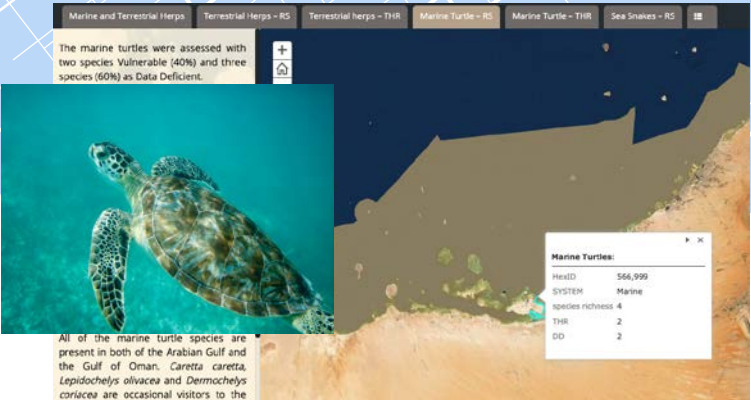 Marine and Terrestrial Herps
Terrestrial Herps – RS
Terrestrial herps – THR
Marine Turtle – RS
Marine Turtle – THR
Sea Snakes – RS
The marine turtles were assessed with
two species Vulnerable (40%) and three
species (60%) as Data Deficient.
All of the marine turtle species are
present in both of the Arabian Gulf and
the Gulf of Oman. Caretta caretta,
Lepidochelys olivacea and Dermochelys
coriacea are occasional visitors to the
Marine Turtles:
HexID 566,999
SYSTEM Marine
species richness 4
THR 2
DD 2